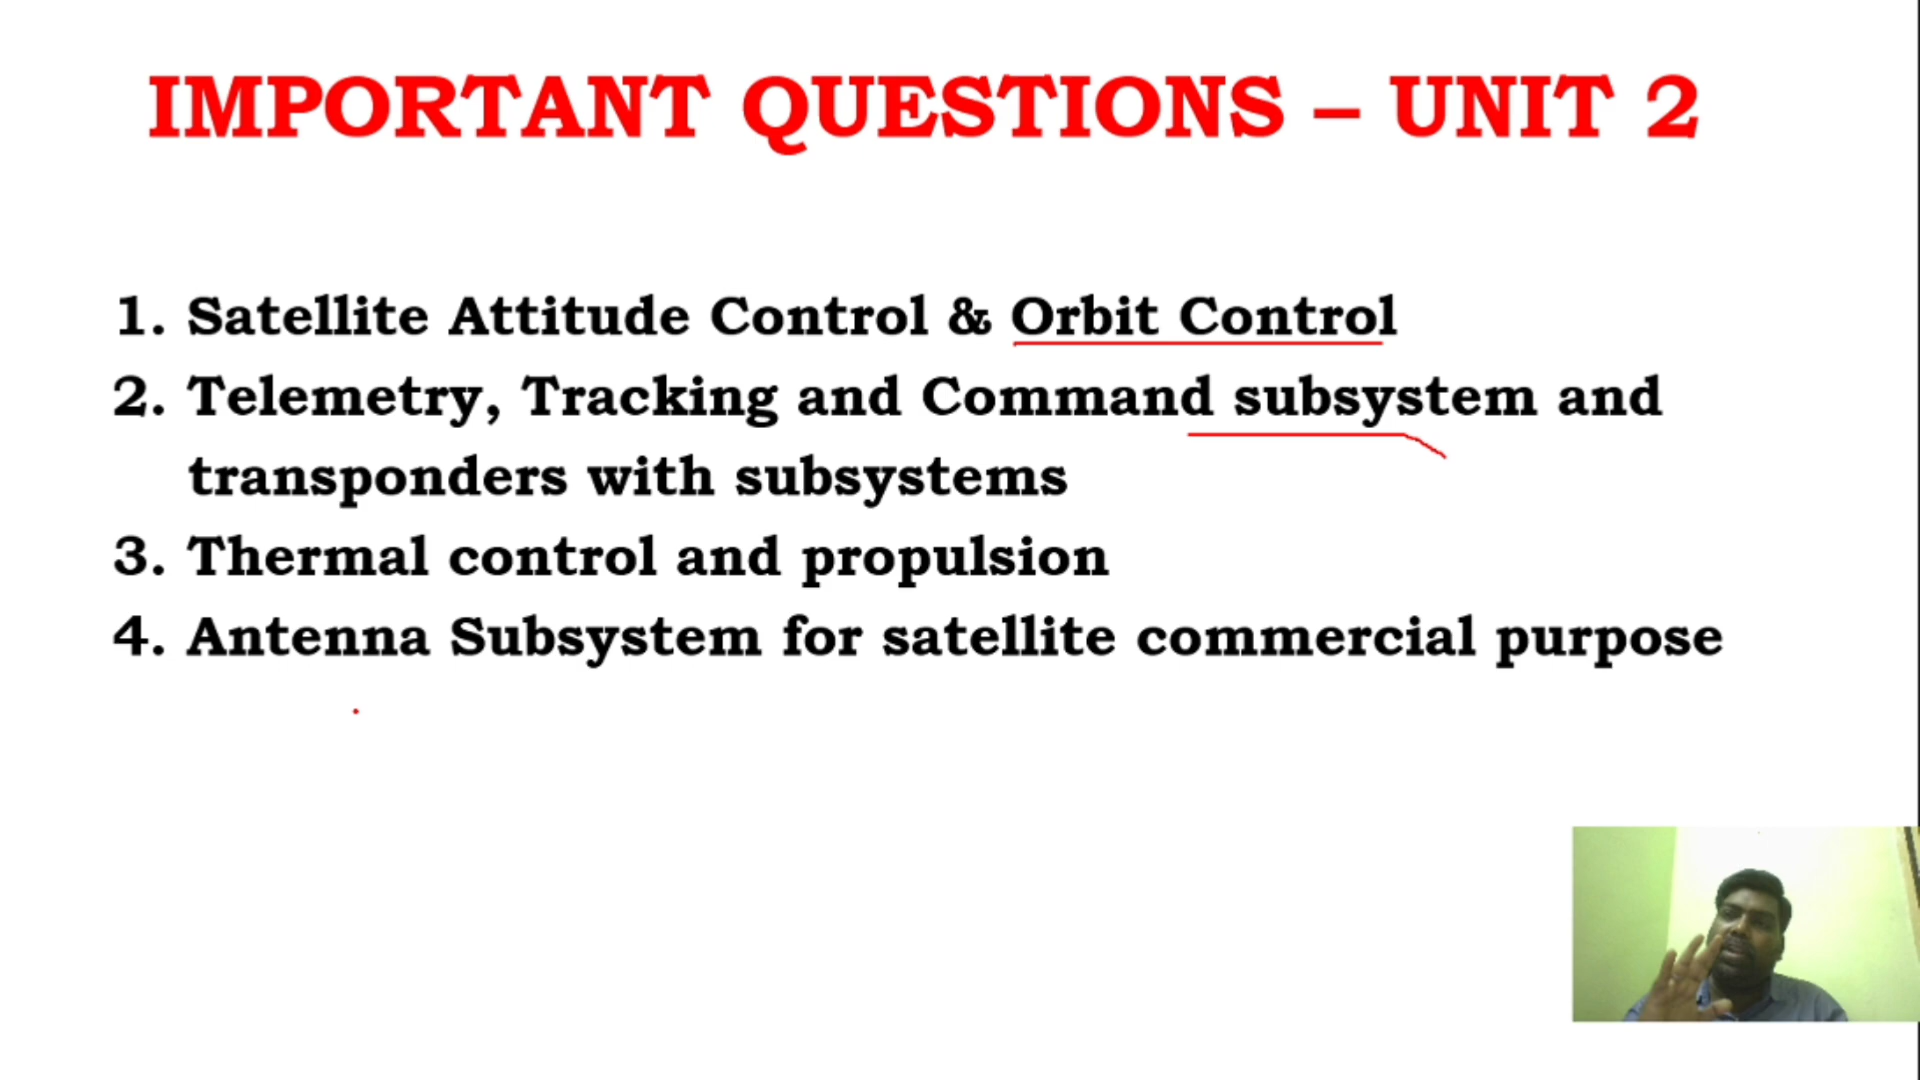 IMPORTANT QUESTIONS – UNIT 2
1. Satellite Attitude Control & Orbit Control
2. Telemetry, Tracking and Command subsystem and
transponders with subsystems
3. Thermal control and propulsion
4. Antenna Subsystem for satellite commercial purpose